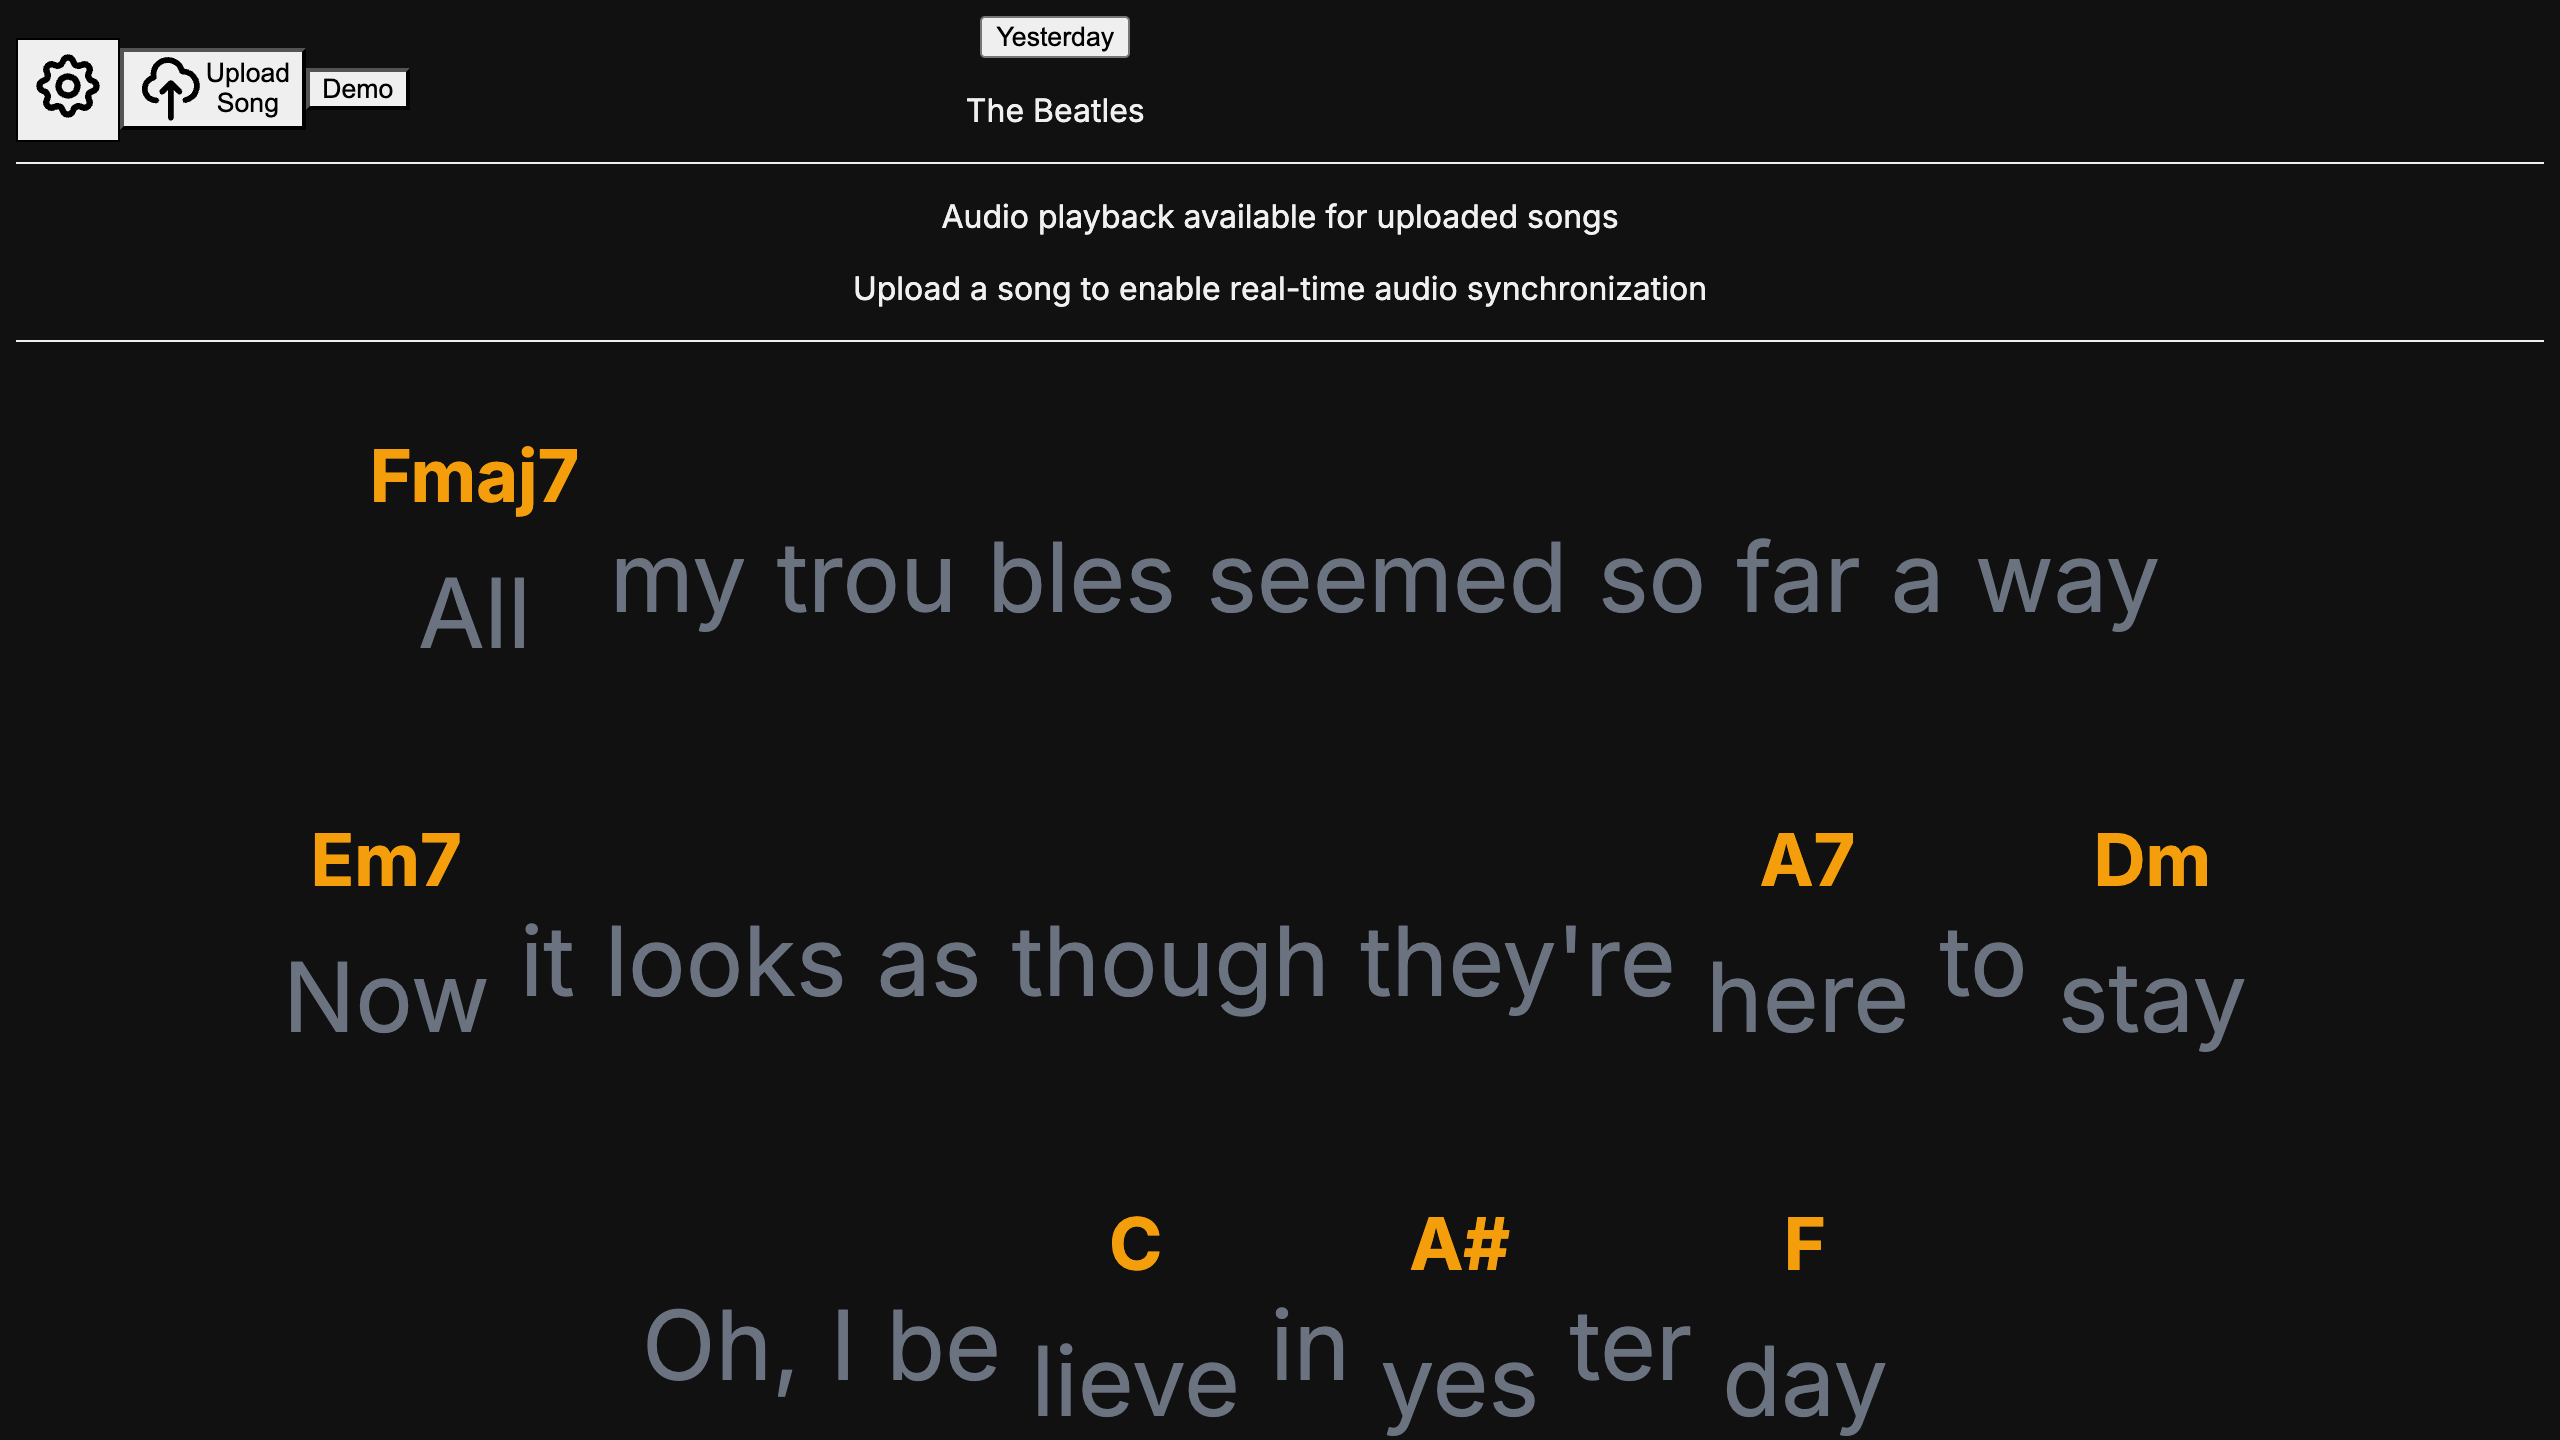 Yesterday
Upload
Song
Demo
The Beatles
Audio playback available for uploaded songs
Upload a song to enable real-time audio synchronization
Fmaj7
All my trou bles seemed so far a way
Em7 A7 Dm
Now it looks as though they're here to stay
C A# F
Oh, I be lieve in yes ter day